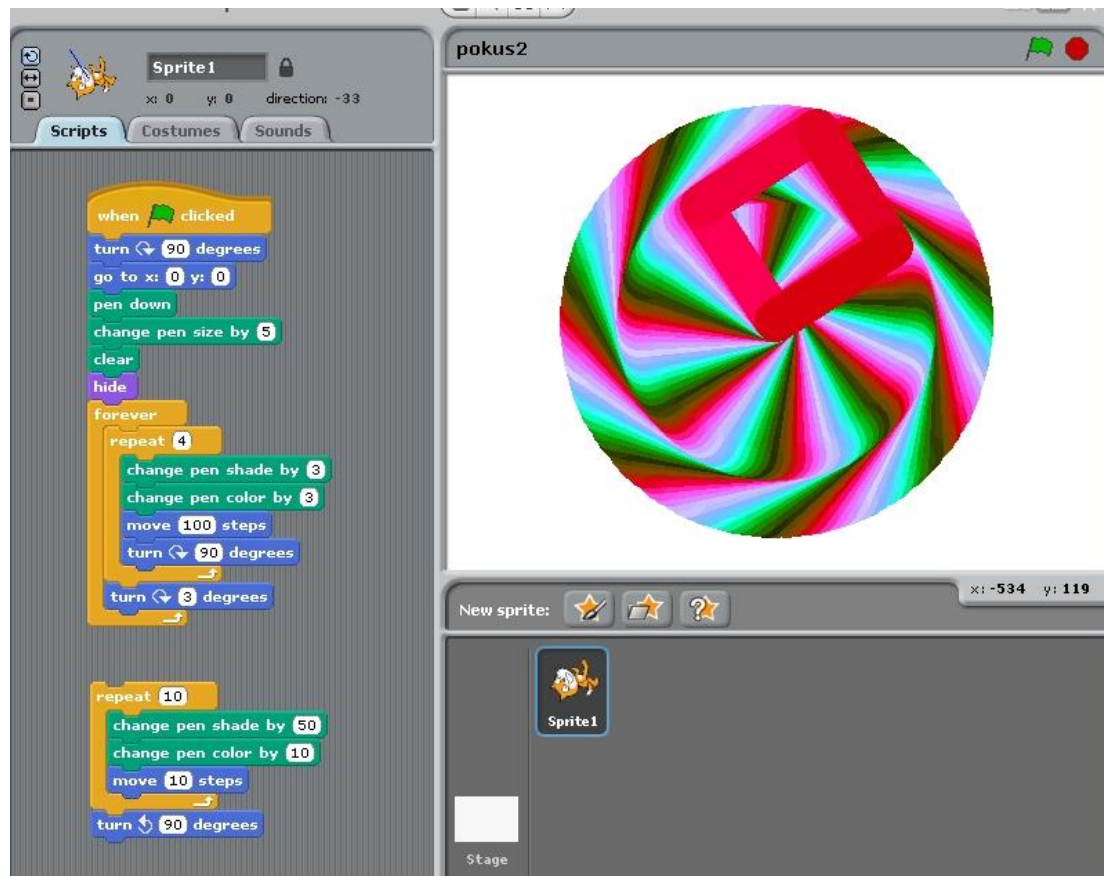 Sprite1
x: 0 y: 0 direction: -33
Scripts Costumes Sounds
when clicked
turn 90 degrees
go to x: 0 y: 0
pen down
change pen size by 5
clear
hide
forever
repeat 4
change pen shade by 3
change pen color by 3
move 100 steps
turn 90 degrees
turn 3 degrees
repeat 10
change pen shade by 50
change pen color by 10
move 10 steps
turn 90 degrees
pokus2
x: -534 y: 119
New sprite:
Sprite1
Stage